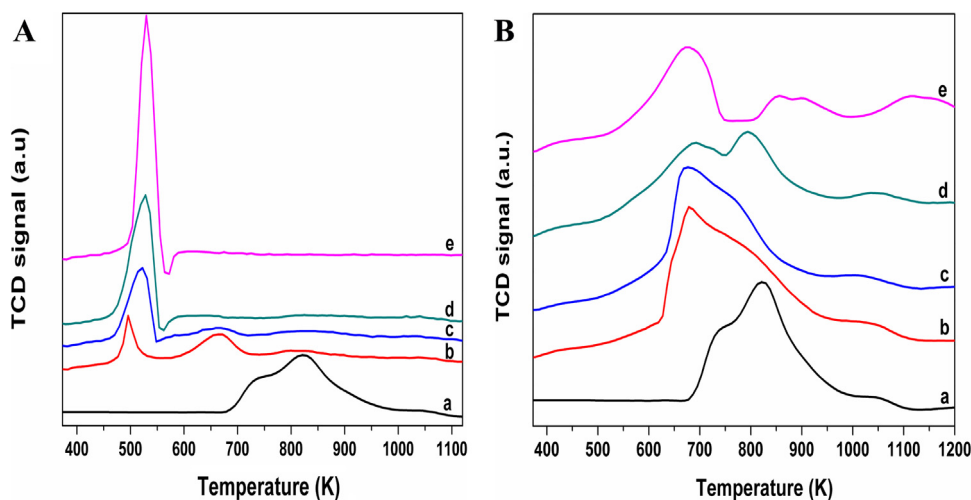 A
TCD signal (a.u)
e
d
c
b
a
400 500 600 700 800 900 1000 1100
Temperature (K)
B
TCD signal (a.u.)
e
d
c
b
a
400 500 600 700 800 900 1000 1100 1200
Temperature (K)